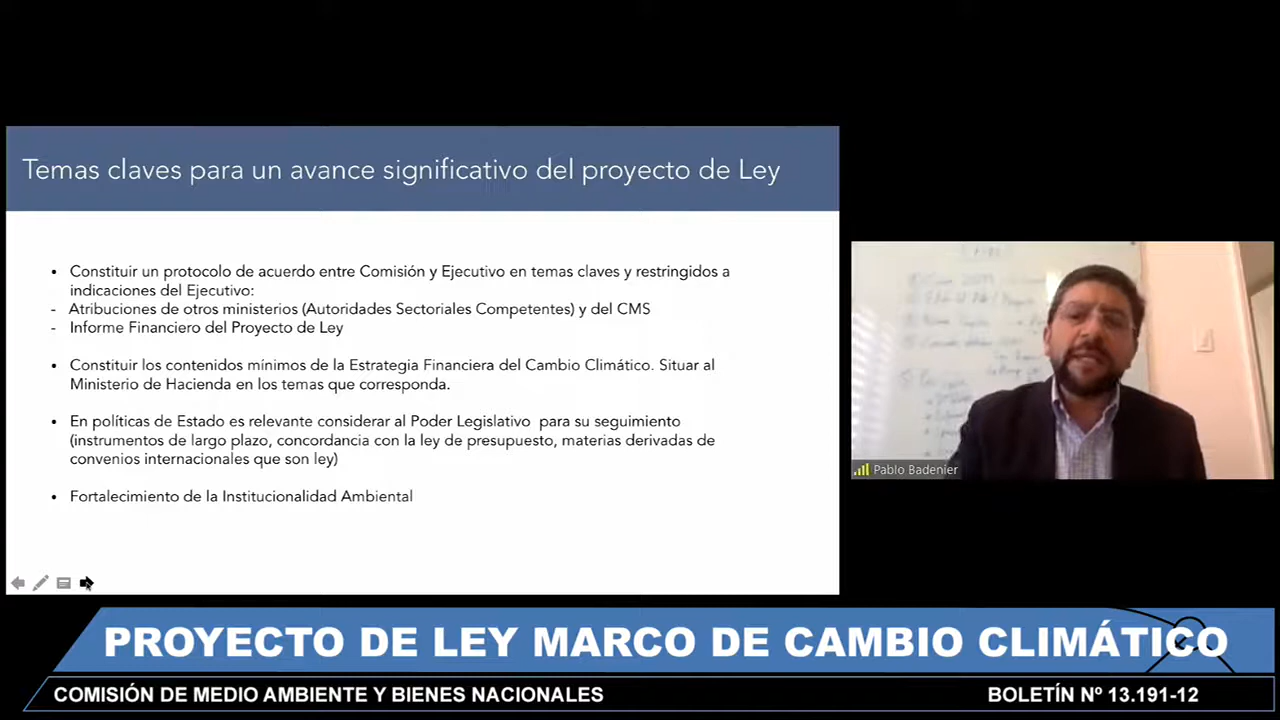 Temas claves para un avance significativo del proyecto de Ley
• Constituir un protocolo de acuerdo entre Comisión y Ejecutivo en temas claves y restringidos a
indicaciones del Ejecutivo:
- Atribuciones de otros ministerios (Autoridades Sectoriales Competentes) y del CMS
- Informe Financiero del Proyecto de Ley
• Constituir los contenidos mínimos de la Estrategia Financiera del Cambio Climático. Situar al
Ministerio de Hacienda en los temas que corresponda.
• En políticas de Estado es relevante considerar al Poder Legislativo para su seguimiento
(instrumentos de largo plazo, concordancia con la ley de presupuesto, materias derivadas de
convenios internacionales que son ley)
• Fortalecimiento de la Institucionalidad Ambiental
Pablo Badenier
PROYECTO DE LEY MARCO DE CAMBIO CLIMÁTICO
COMISIÓN DE MEDIO AMBIENTE Y BIENES NACIONALES
BOLETÍN Nº 13.191-12